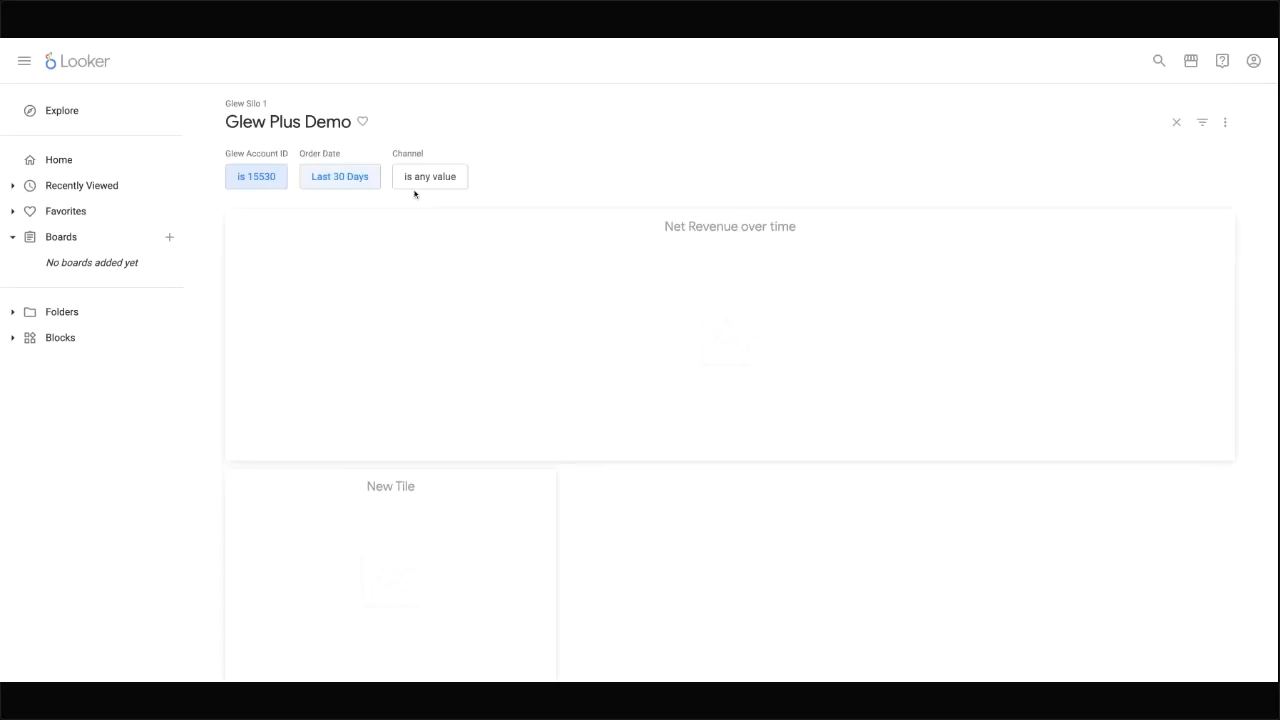 Looker
Explore
Home
Recently Viewed
Favorites
Boards
No boards added yet
Folders
Blocks
Glew Silo 1
Glew Plus Demo
Glew Account ID Order Date Channel
is 15530 Last 30 Days is any value
Net Revenue over time
New Tile